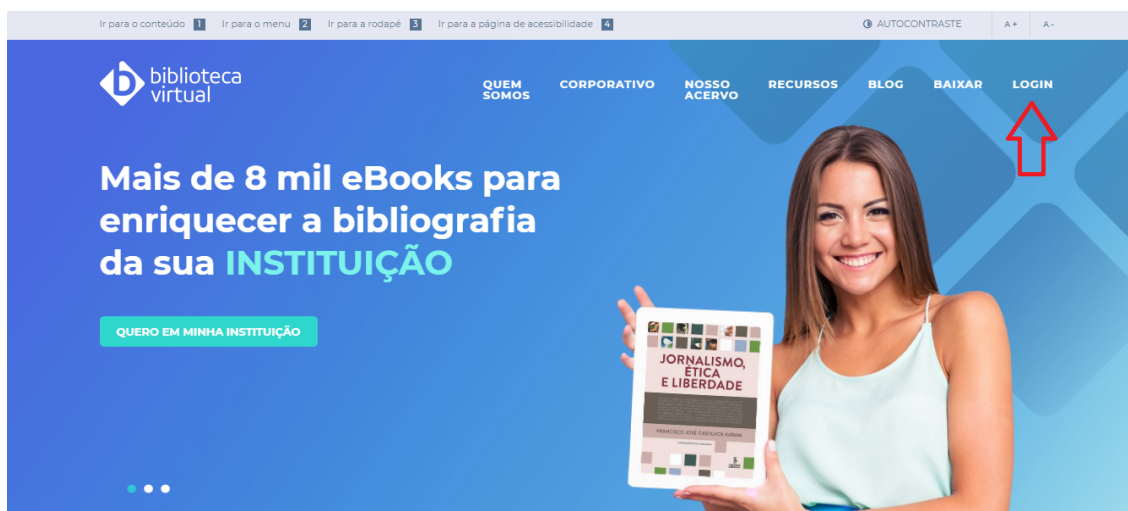 Ir para o conteúdo 1 Ir para o menu 2 Ir para a rodapé 3 Ir para a página de acessibilidade 4 AUTOCONTRASTE A+ A-
biblioteca
virtual
QUEM SOMOS CORPORATIVO NOSSO ACERVO RECURSOS BLOG BAIXAR LOGIN
Mais de 8 mil eBooks para
enriquecer a bibliografia
da sua INSTITUIÇÃO
QUERO EM MINHA INSTITUIÇÃO
JORNALISMO,
ÉTICA
E LIBERDADE
FRANCISCO JOSÉ CASTILHOS KARAM